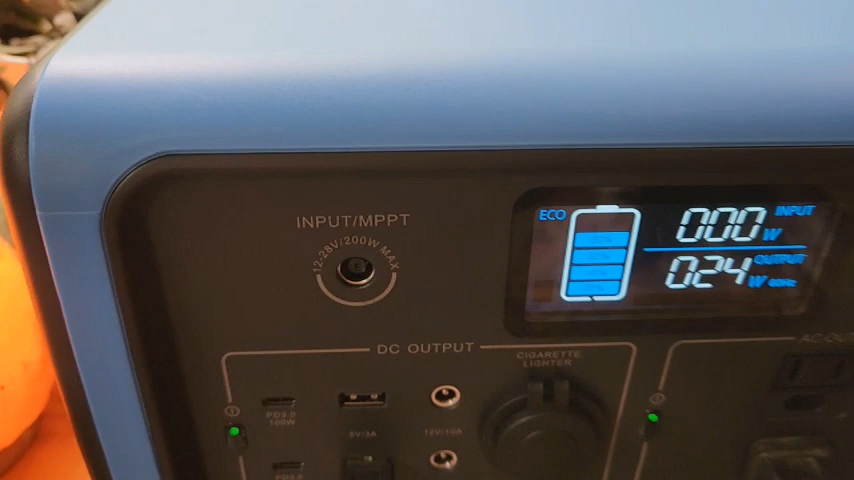 INPUT/MPPT
12-28V/200W MAX
ECO
000 W INPUT
024 W OUTPUT
60Hz
DC OUTPUT
CIGARETTE
LIGHTER
PD3.0
100W
5V/3A
12V/10A